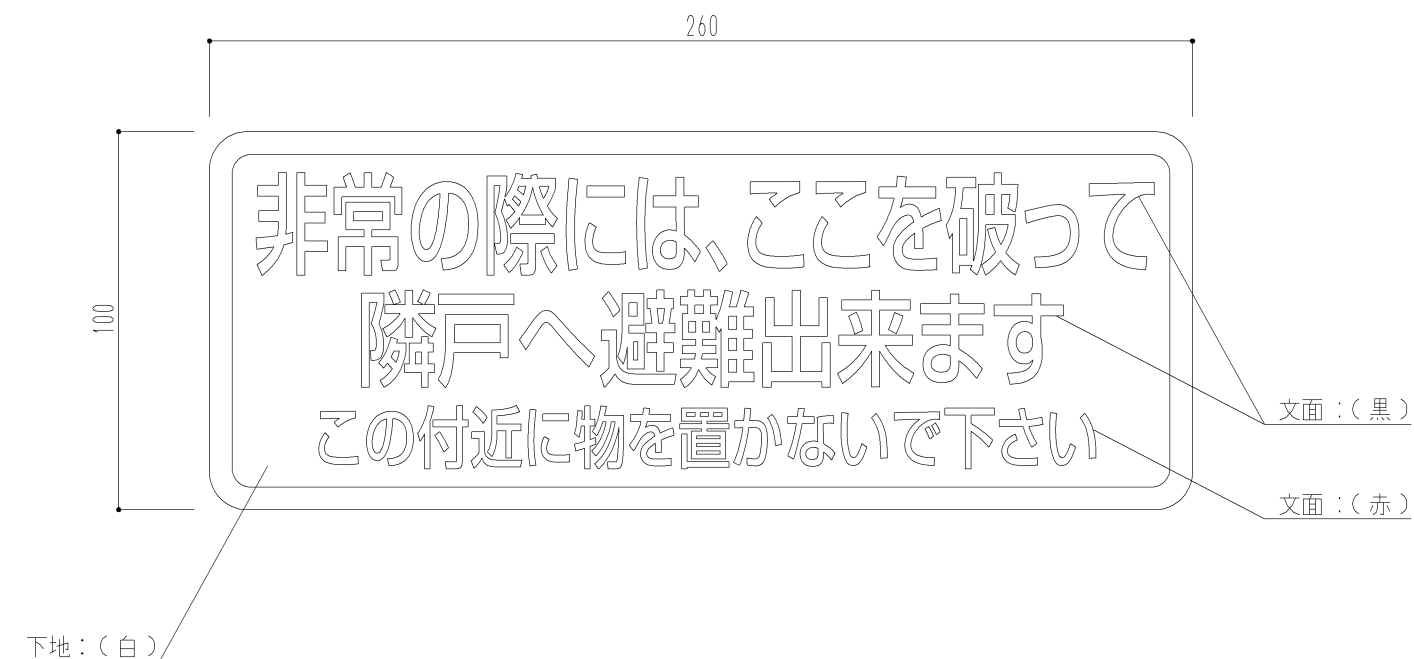 260
100
非常の際には、ここを破って
隣戸へ避難出来ます
この付近に物を置かないで下さい
文面：(黒)
文面：(赤)
下地：(白)